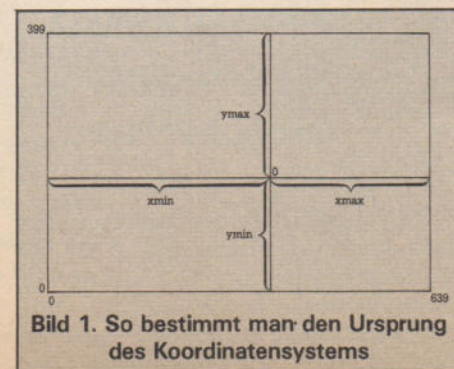 399
ymax
0
xmin
xmax
ymin
0
0
639
Bild 1. So bestimmt man den Ursprung
des Koordinatensystems